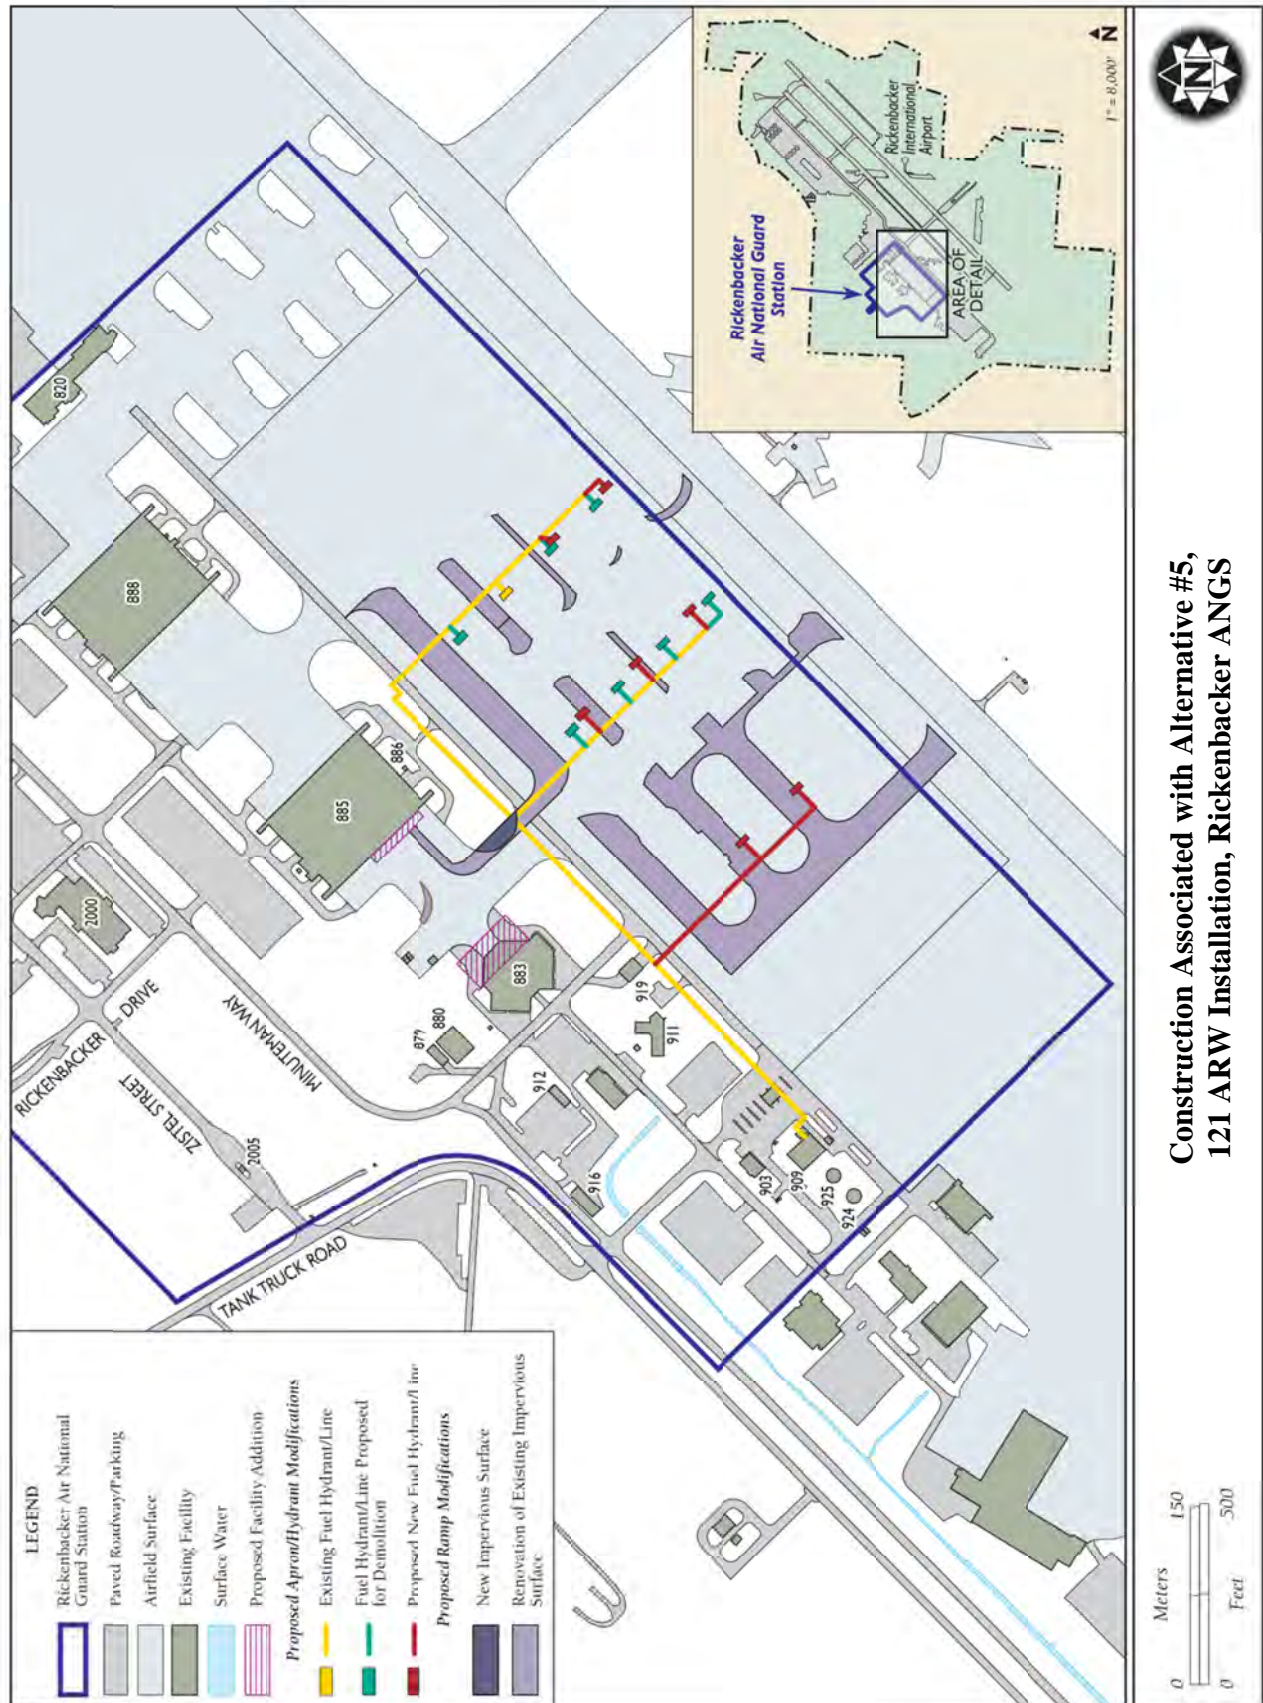 LEGEND
Rickenbacker Air National
Guard Station
Paved Roadway/Parking
Airfield Surface
Existing Facility
Surface Water
Proposed Facility Addition
Proposed Apron/Hydrant Modifications
Existing Fuel Hydrant/Line
Fuel Hydrant/Line Proposed
for Demolition
Proposed New Fuel Hydrant/Line
Proposed Ramp Modifications
New Impervious Surface
Renovation of Existing Impervious
Surface
RICKENBACKER DRIVE
ZISTEL STREET
MINUTEMAN WAY
TANK TRUCK ROAD
2005
2000
820
888
885
886
883
877
880
912
916
919
911
903
909
925
924
Rickenbacker
Air National Guard
Station
Rickenbacker
International
Airport
AREA OF
DETAIL
N
1" = 8,000'
Meters
0 150
0 500
Feet
Construction Associated with Alternative #5,
121 ARW Installation, Rickenbacker ANGS
N